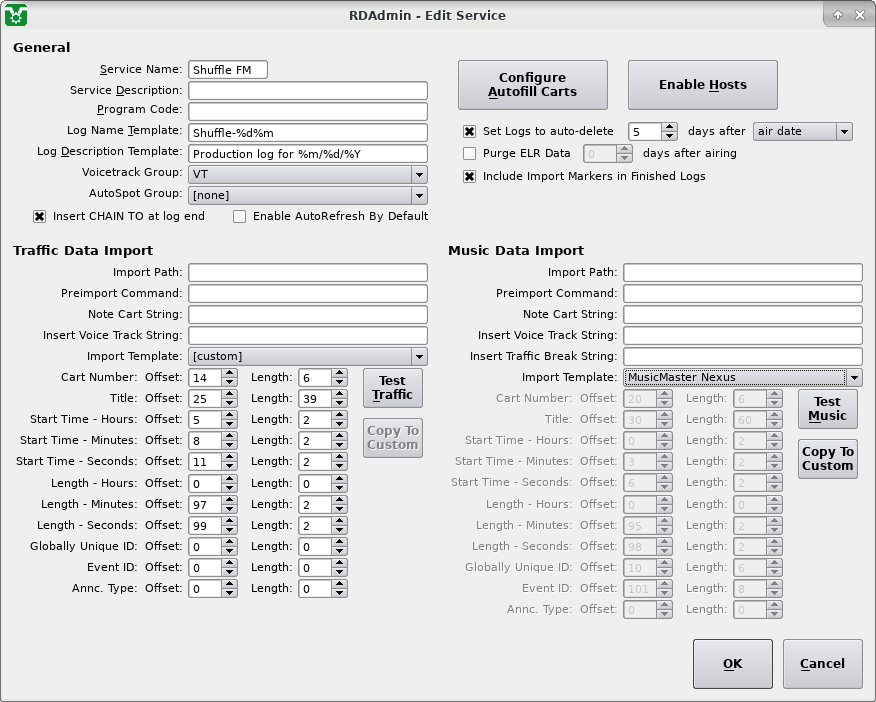 RDAdmin - Edit Service
General
Service Name: Shuffle FM
Service Description:
Program Code:
Log Name Template: Shuffle-%d%m
Log Description Template: Production log for %m/%d/%Y
Voicetrack Group: VT
AutoSpot Group: [none]
Insert CHAIN TO at log end Enable AutoRefresh By Default
Configure
Autofill Carts
Enable Hosts
Set Logs to auto-delete 5 days after air date
Purge ELR Data 0 days after airing
Include Import Markers in Finished Logs
Traffic Data Import
Import Path:
Preimport Command:
Note Cart String:
Insert Voice Track String:
Import Template: [custom]
Cart Number: Offset: 14 Length: 6
Title: Offset: 25 Length: 39
Start Time - Hours: Offset: 5 Length: 2
Start Time - Minutes: Offset: 8 Length: 2
Start Time - Seconds: Offset: 11 Length: 2
Length - Hours: Offset: 0 Length: 0
Length - Minutes: Offset: 97 Length: 2
Length - Seconds: Offset: 99 Length: 2
Globally Unique ID: Offset: 0 Length: 0
Event ID: Offset: 0 Length: 0
Annc. Type: Offset: 0 Length: 0
Test
Traffic
Copy To
Custom
Music Data Import
Import Path:
Preimport Command:
Note Cart String:
Insert Voice Track String:
Insert Traffic Break String:
Import Template: MusicMaster Nexus
Cart Number: Offset: 20 Length: 6
Title: Offset: 30 Length: 60
Start Time - Hours: Offset: 0 Length: 2
Start Time - Minutes: Offset: 3 Length: 2
Start Time - Seconds: Offset: 6 Length: 2
Length - Hours: Offset: 0 Length: 0
Length - Minutes: Offset: 95 Length: 2
Length - Seconds: Offset: 98 Length: 2
Globally Unique ID: Offset: 10 Length: 6
Event ID: Offset: 101 Length: 8
Annc. Type: Offset: 0 Length: 0
Test
Music
Copy To
Custom
OK Cancel